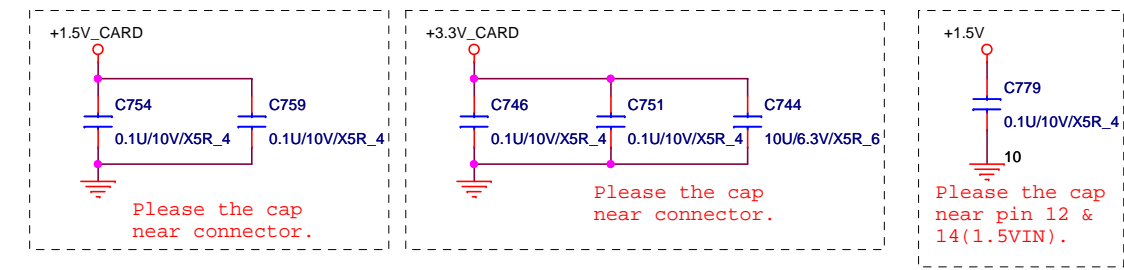 +1.5V_CARD
C754
0.1U/10V/X5R_4
C759
0.1U/10V/X5R_4
Please the cap
near connector.
+3.3V_CARD
C746
0.1U/10V/X5R_4
C751
0.1U/10V/X5R_4
C744
10U/6.3V/X5R_6
Please the cap
near connector.
+1.5V
C779
0.1U/10V/X5R_4
10
Please the cap
near pin 12 &
14(1.5VIN).